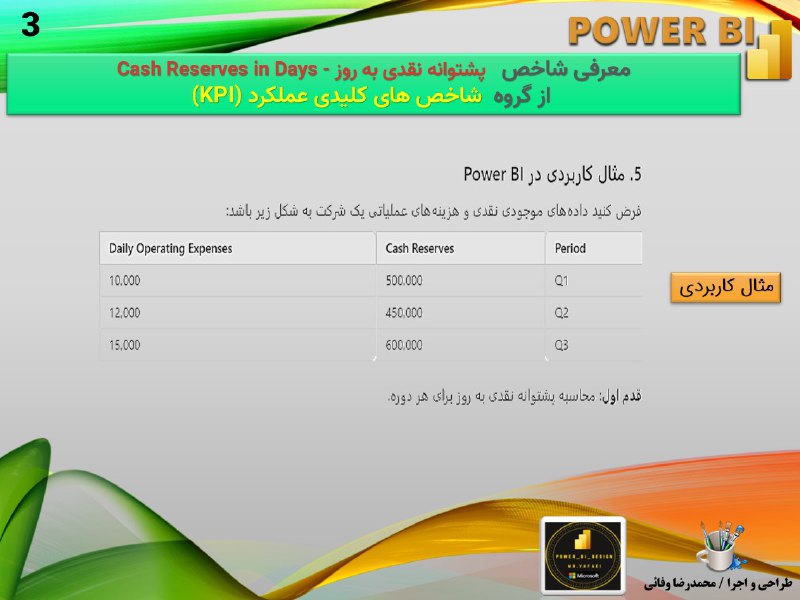 3
POWER BI
معرفی شاخص پشتوانه نقدی به روز - Cash Reserves in Days
از گروه شاخص های کلیدی عملکرد (KPI)
5. مثال کاربردی در Power BI
فرض کنید داده‌های موجودی نقدی و هزینه‌های عملیاتی یک شرکت به شکل زیر باشد:
Daily Operating Expenses Cash Reserves Period
10,000 500,000 Q1
12,000 450,000 Q2
15,000 600,000 Q3
مثال کاربردی
قدم اول: محاسبه پشتوانه نقدی به روز برای هر دوره.
POWER_BI_DESIGN
MR.VAFAEI
Microsoft
طراحی و اجرا / محمدرضا وفائی